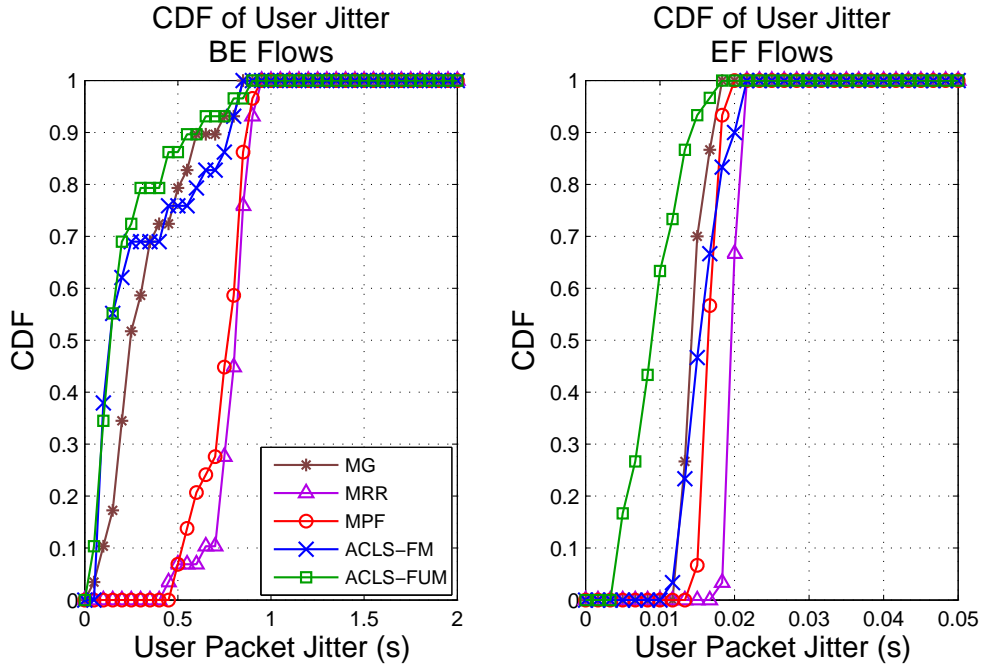 CDF of User Jitter
BE Flows
1
0.9
0.8
0.7
0.6
0.5
0.4
0.3
0.2
0.1
0
CDF
MG
MRR
MPF
ACLS-FM
ACLS-FUM
0 0.5 1 1.5 2
User Packet Jitter (s)
CDF of User Jitter
EF Flows
1
0.9
0.8
0.7
0.6
0.5
0.4
0.3
0.2
0.1
0
CDF
0 0.01 0.02 0.03 0.04 0.05
User Packet Jitter (s)